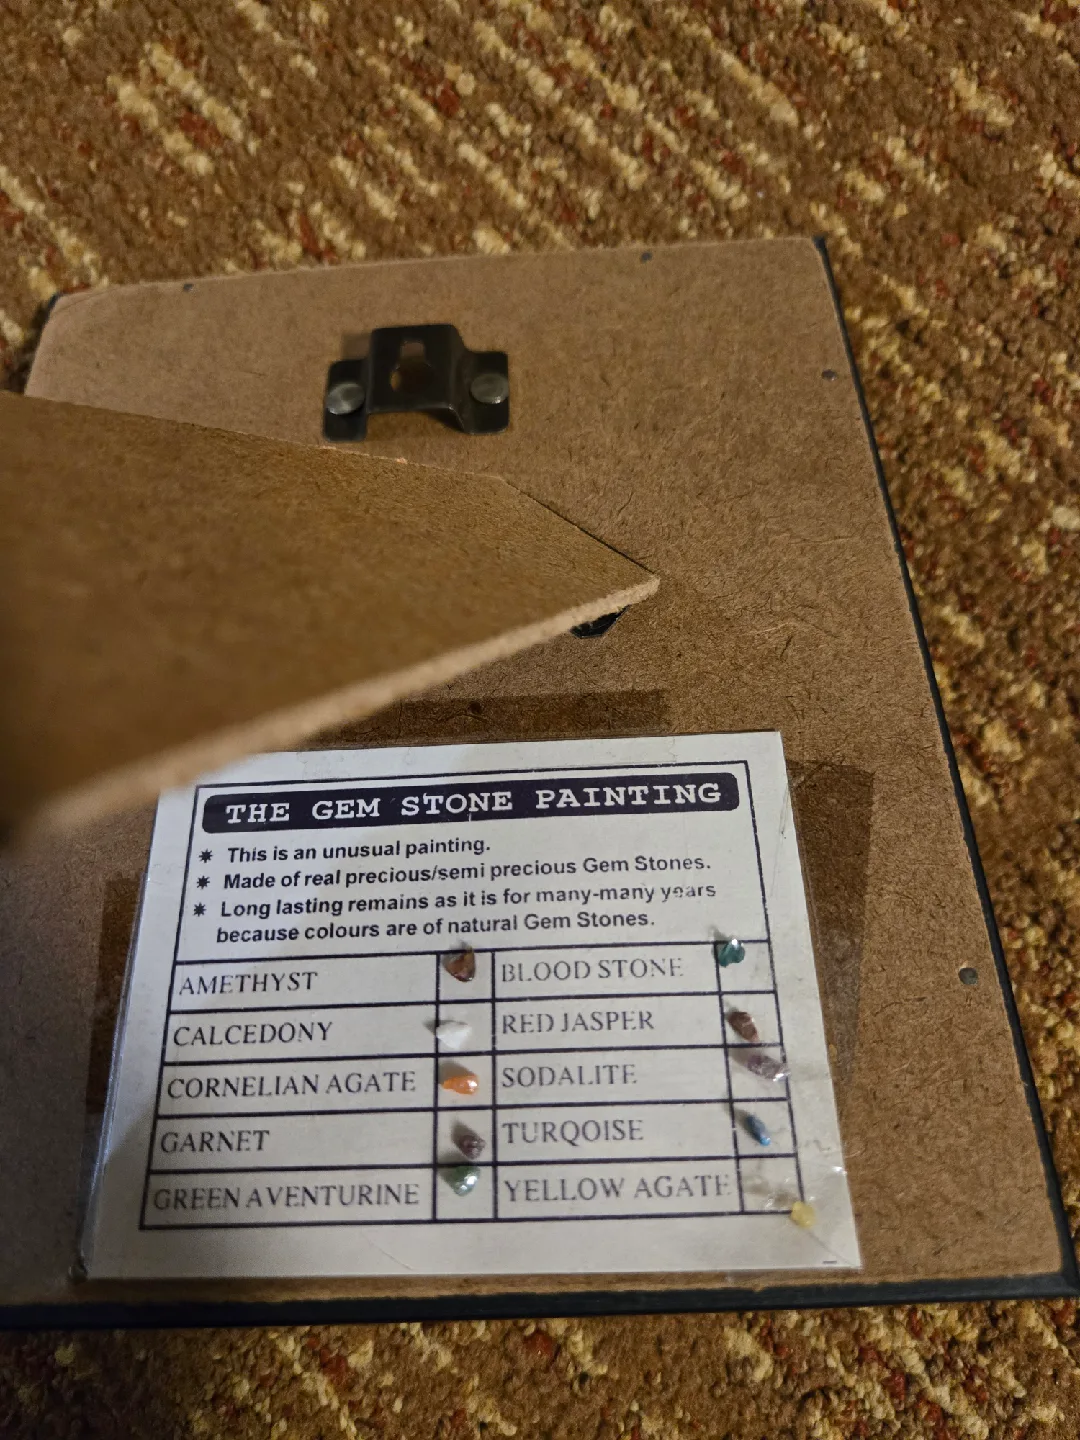 THE GEM STONE PAINTING
✷ This is an unusual painting.
✷ Made of real precious/semi precious Gem Stones.
✷ Long lasting remains as it is for many-many years
because colours are of natural Gem Stones.
AMETHYST BLOOD STONE
CALCEDONY RED JASPER
CORNELIAN AGATE SODALITE
GARNET TURQOISE
GREEN AVENTURINE YELLOW AGATE